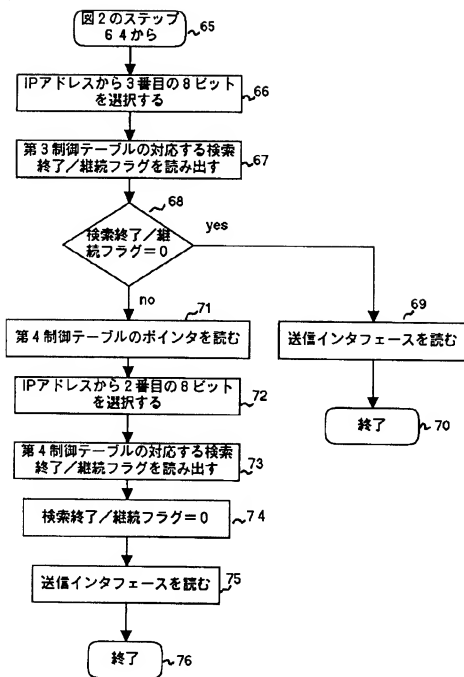 図2のステップ
64から
65
IPアドレスから3番目の8ビット
を選択する
66
第3制御テーブルの対応する検索
終了/継続フラグを読み出す
67
68
検索終了/継
続フラグ=0
yes
no
69
送信インタフェースを読む
終了
70
71
第4制御テーブルのポインタを読む
IPアドレスから2番目の8ビット
を選択する
72
第4制御テーブルの対応する検索
終了/継続フラグを読み出す
73
検索終了/継続フラグ=0
74
送信インタフェースを読む
75
終了
76